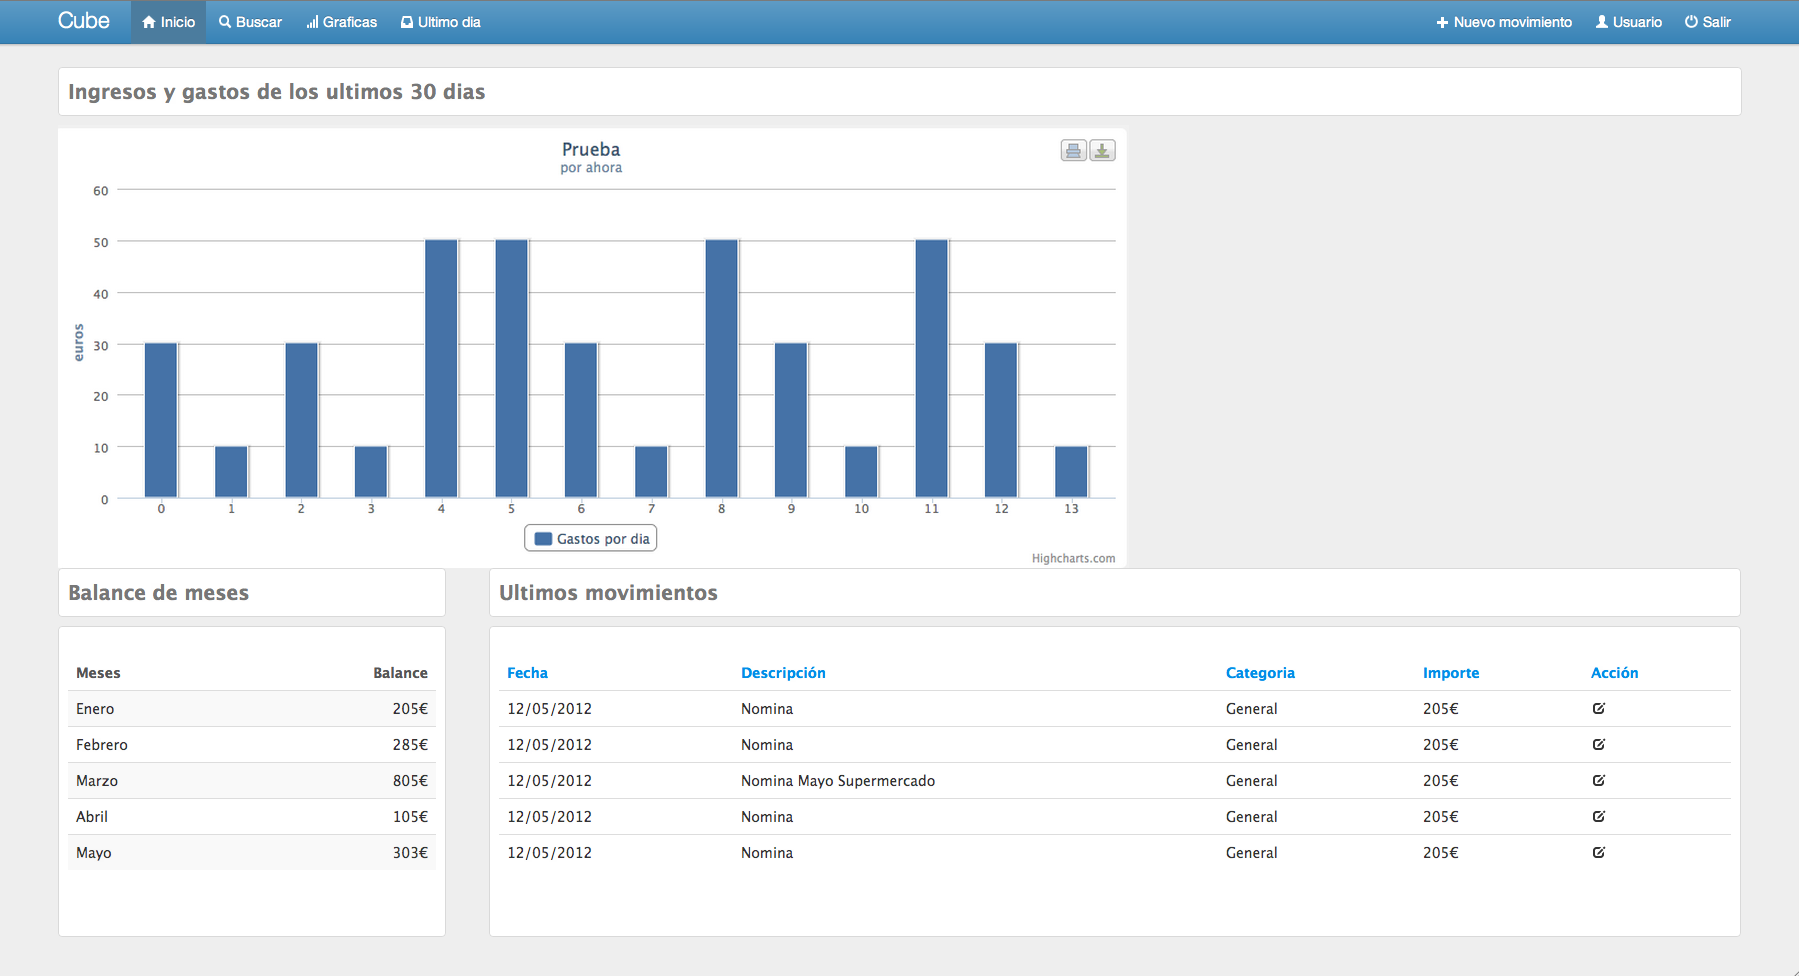 Cube Inicio Buscar Graficas Ultimo dia Nuevo movimiento Usuario Salir
Ingresos y gastos de los ultimos 30 dias
Prueba
por ahora
60
50
40
30
20
10
0
euros
0 1 2 3 4 5 6 7 8 9 10 11 12 13
Gastos por dia
Highcharts.com
Balance de meses
Meses Balance
Enero 205€
Febrero 285€
Marzo 805€
Abril 105€
Mayo 303€
Ultimos movimientos
Fecha Descripción Categoria Importe Acción
12/05/2012 Nomina General 205€
12/05/2012 Nomina General 205€
12/05/2012 Nomina Mayo Supermercado General 205€
12/05/2012 Nomina General 205€
12/05/2012 Nomina General 205€